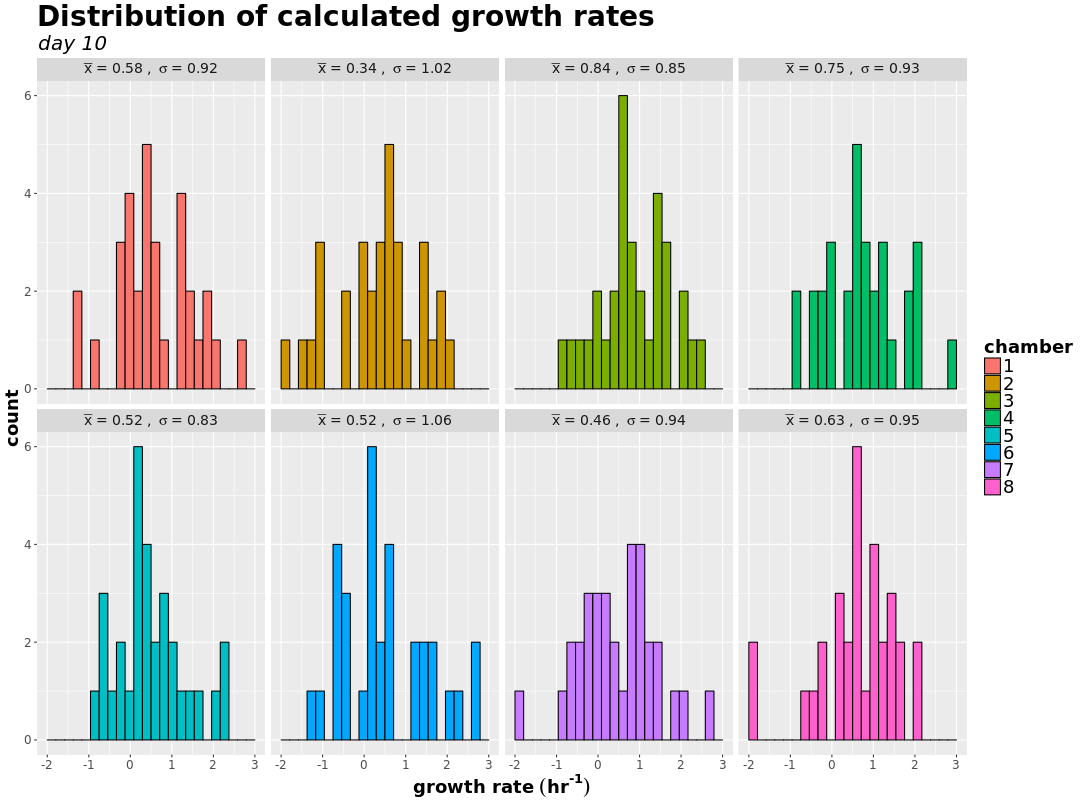 Distribution of calculated growth rates
day 10
x̅ = 0.58 , σ = 0.92
x̅ = 0.34 , σ = 1.02
x̅ = 0.84 , σ = 0.85
x̅ = 0.75 , σ = 0.93
6
4
2
0
x̅ = 0.52 , σ = 0.83
x̅ = 0.52 , σ = 1.06
x̅ = 0.46 , σ = 0.94
x̅ = 0.63 , σ = 0.95
6
4
2
0
count
-2 -1 0 1 2 3
-2 -1 0 1 2 3
-2 -1 0 1 2 3
-2 -1 0 1 2 3
growth rate (hr⁻¹)
chamber
1
2
3
4
5
6
7
8